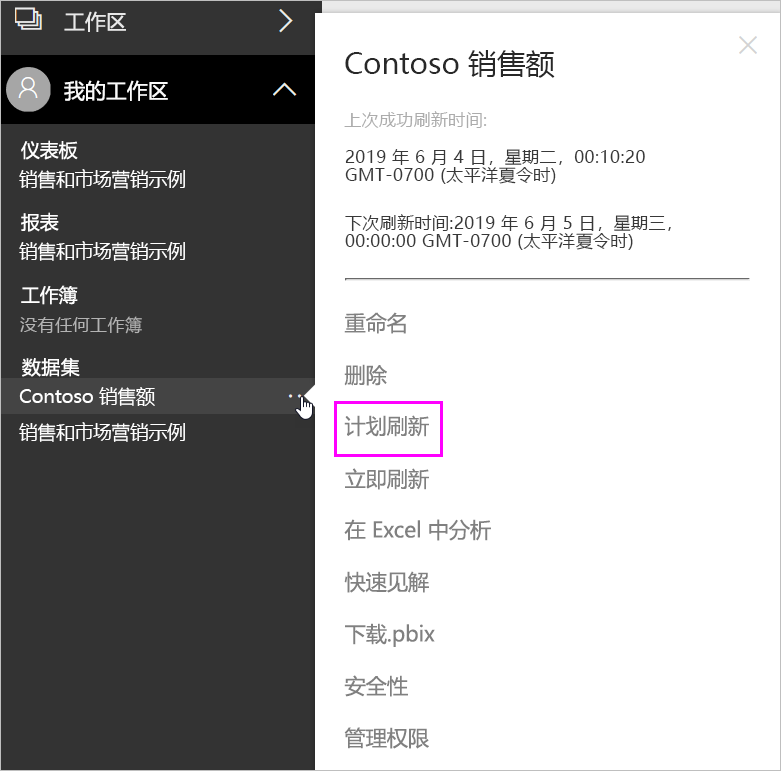 工作区
我的工作区
仪表板
销售和市场营销示例
报表
销售和市场营销示例
工作簿
没有任何工作簿
数据集
Contoso 销售额
销售和市场营销示例
Contoso 销售额
上次成功刷新时间:
2019 年 6 月 4 日，星期二，00:10:20
GMT-0700 (太平洋夏令时)
下次刷新时间:2019 年 6 月 5 日，星期三，
00:00:00 GMT-0700 (太平洋夏令时)
重命名
删除
计划刷新
立即刷新
在 Excel 中分析
快速见解
下载.pbix
安全性
管理权限